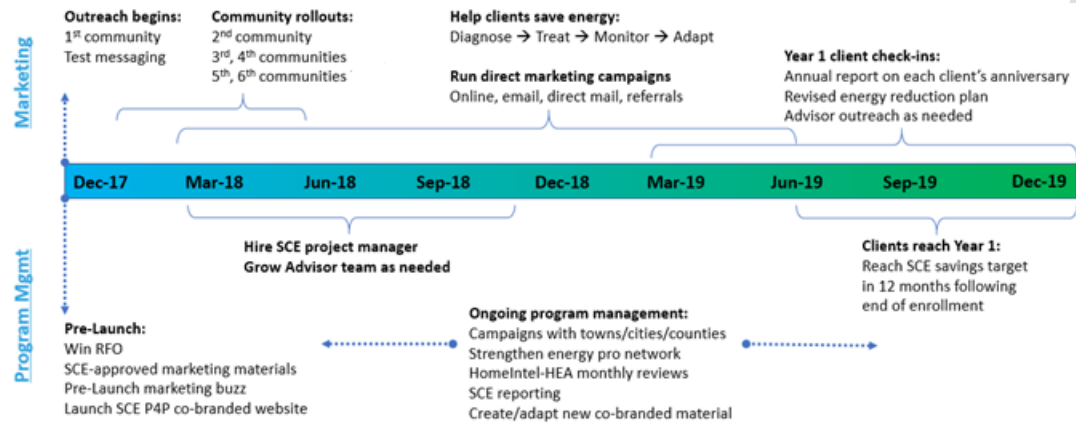 Marketing
Outreach begins:
1st community
Test messaging
Community rollouts:
2nd community
3rd, 4th communities
5th, 6th communities
Help clients save energy:
Diagnose → Treat → Monitor → Adapt
Run direct marketing campaigns
Online, email, direct mail, referrals
Year 1 client check-ins:
Annual report on each client's anniversary
Revised energy reduction plan
Advisor outreach as needed
Dec-17 Mar-18 Jun-18 Sep-18 Dec-18 Mar-19 Jun-19 Sep-19 Dec-19
Program Mgmt
Hire SCE project manager
Grow Advisor team as needed
Clients reach Year 1:
Reach SCE savings target
in 12 months following
end of enrollment
Pre-Launch:
Win RFO
SCE-approved marketing materials
Pre-Launch marketing buzz
Launch SCE P4P co-branded website
Ongoing program management:
Campaigns with towns/cities/counties
Strengthen energy pro network
HomeIntel-HEA monthly reviews
SCE reporting
Create/adapt new co-branded material